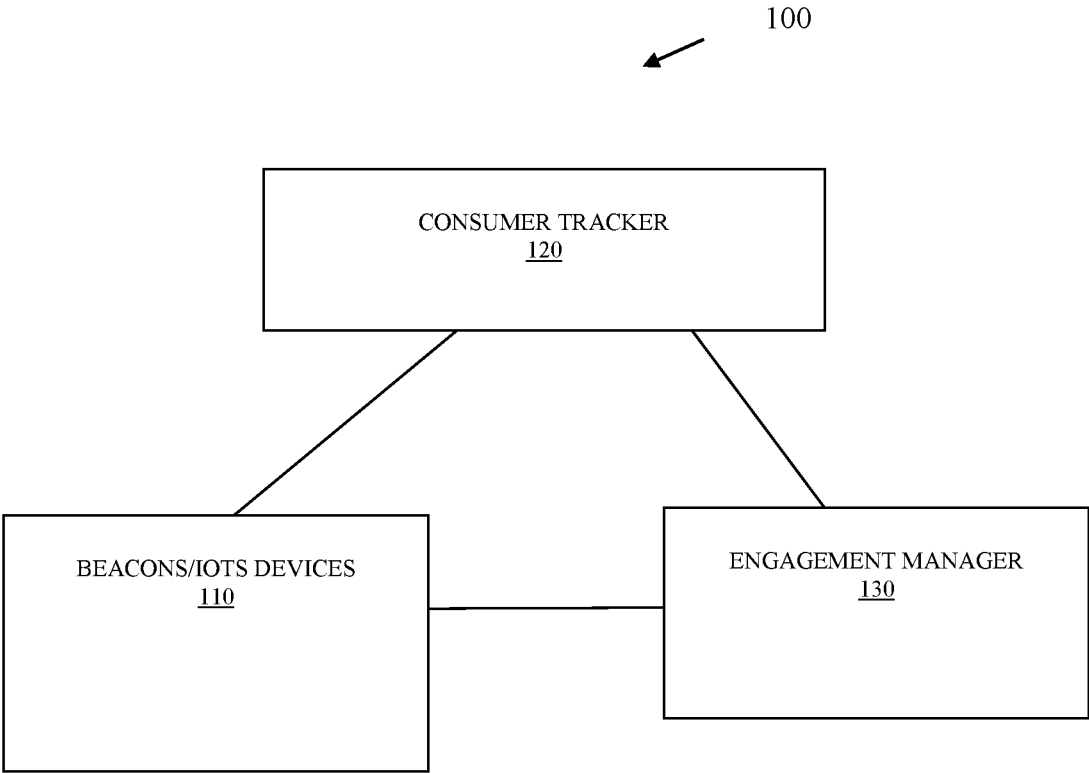 100
CONSUMER TRACKER
120
BEACONS/IOTS DEVICES
110
ENGAGEMENT MANAGER
130